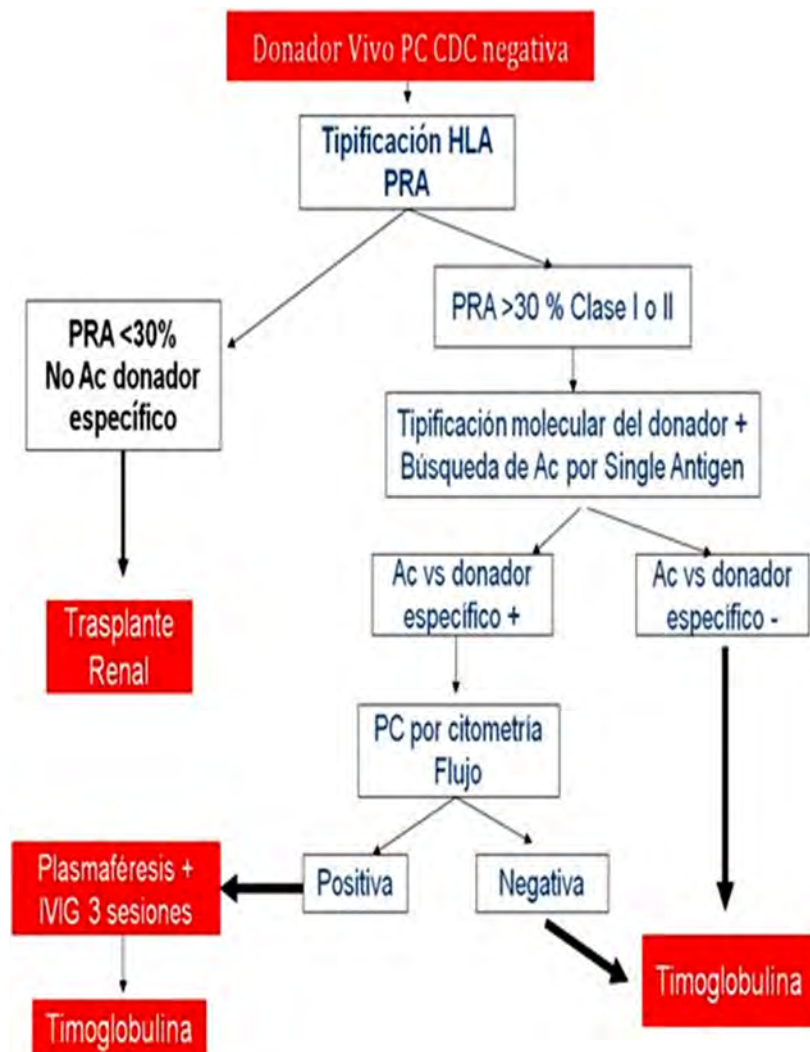 Donador Vivo PC CDC negativa
Tipificación HLA
PRA
PRA <30%
No Ac donador
específico
PRA >30 % Clase I o II
Tipificación molecular del donador +
Búsqueda de Ac por Single Antigen
Trasplante
Renal
Ac vs donador
específico +
Ac vs donador
específico -
PC por citometría
Flujo
Plasmaféresis +
IVIG 3 sesiones
Positiva
Negativa
Timoglobulina
Timoglobulina